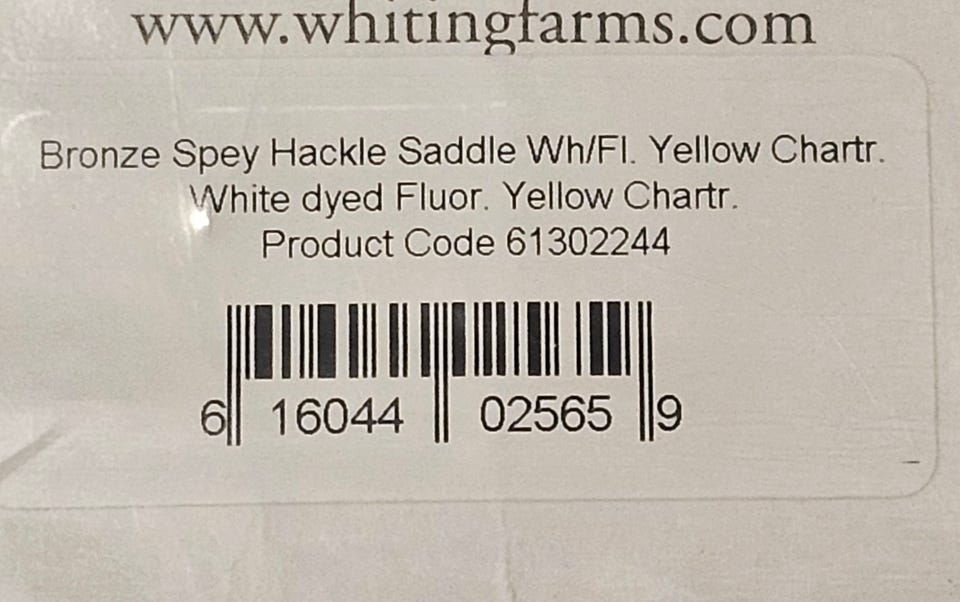 www.whitingfarms.com
Bronze Spey Hackle Saddle Wh/Fl. Yellow Chartr.
White dyed Fluor. Yellow Chartr.
Product Code 61302244
6 16044 02565 9